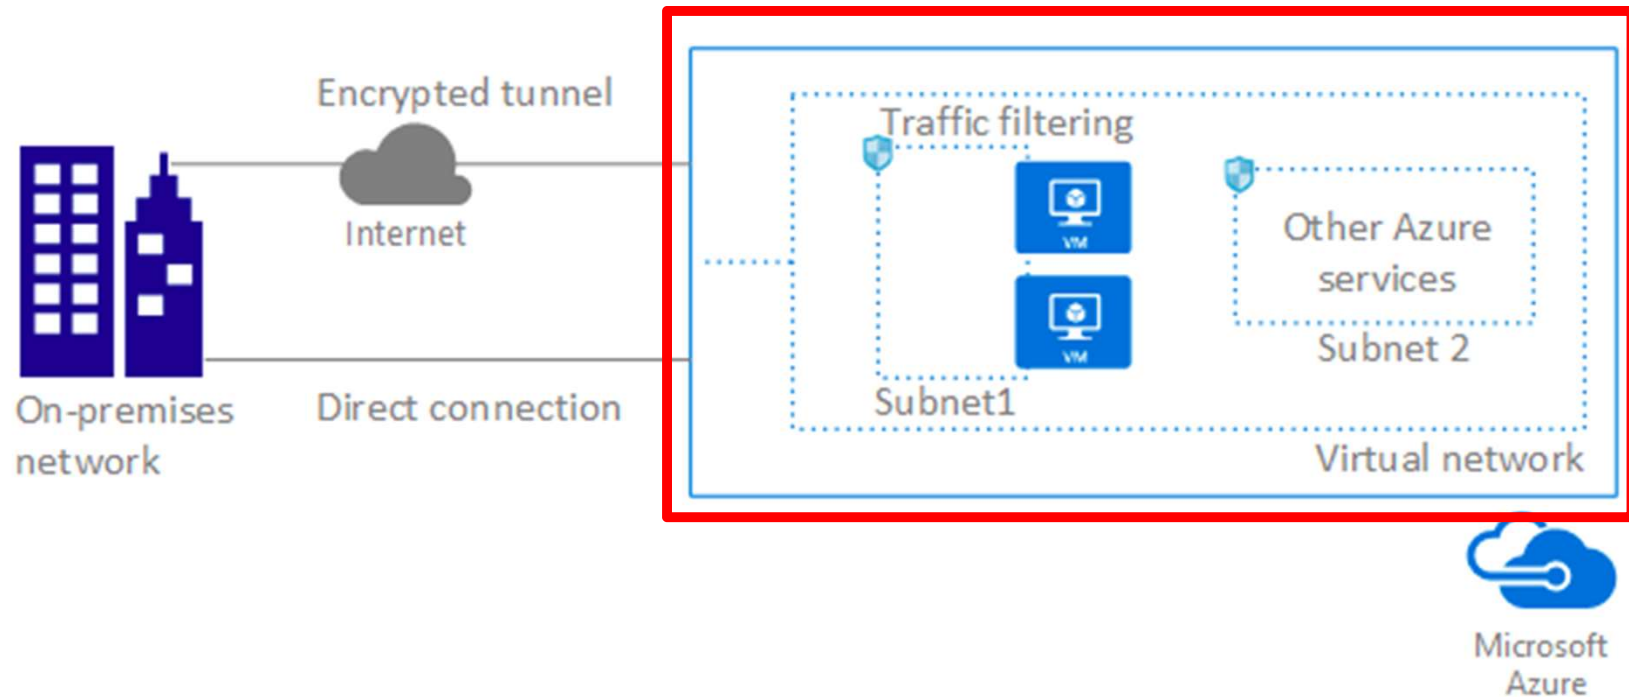 Encrypted tunnel
Internet
On-premises
network
Direct connection
Traffic filtering
VM
VM
Subnet1
Other Azure
services
Subnet 2
Virtual network
Microsoft
Azure